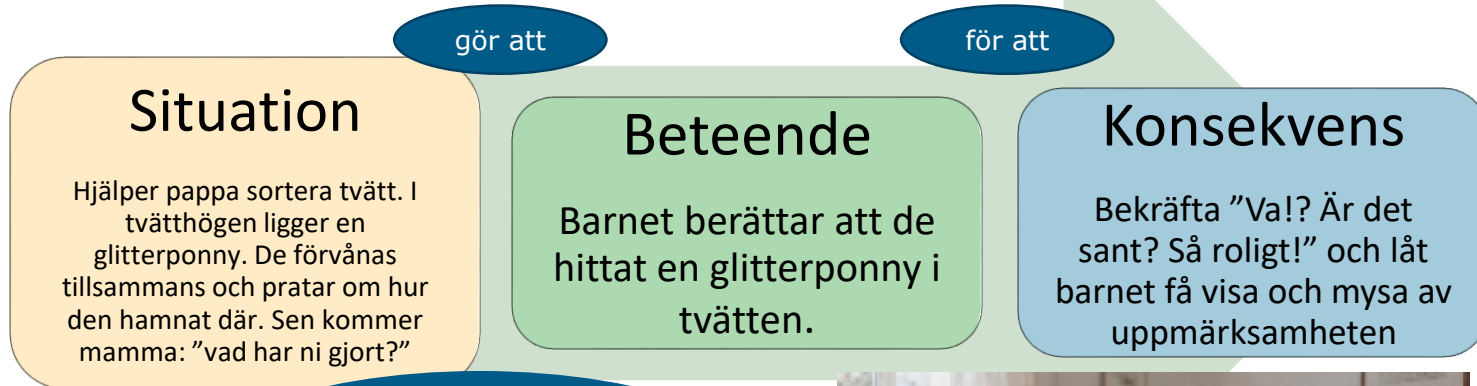 gör att
för att
Situation
Hjälper pappa sortera tvätt. I
tvätthögen ligger en
glitterponny. De förvånas
tillsammans och pratar om hur
den hamnat där. Sen kommer
mamma: ”vad har ni gjort?”
Beteende
Barnet berättar att de
hittat en glitterponny i
tvätten.
Konsekvens
Bekräfta ”Va!? Är det
sant? Så roligt!” och låt
barnet få visa och mysa av
uppmärksamheten